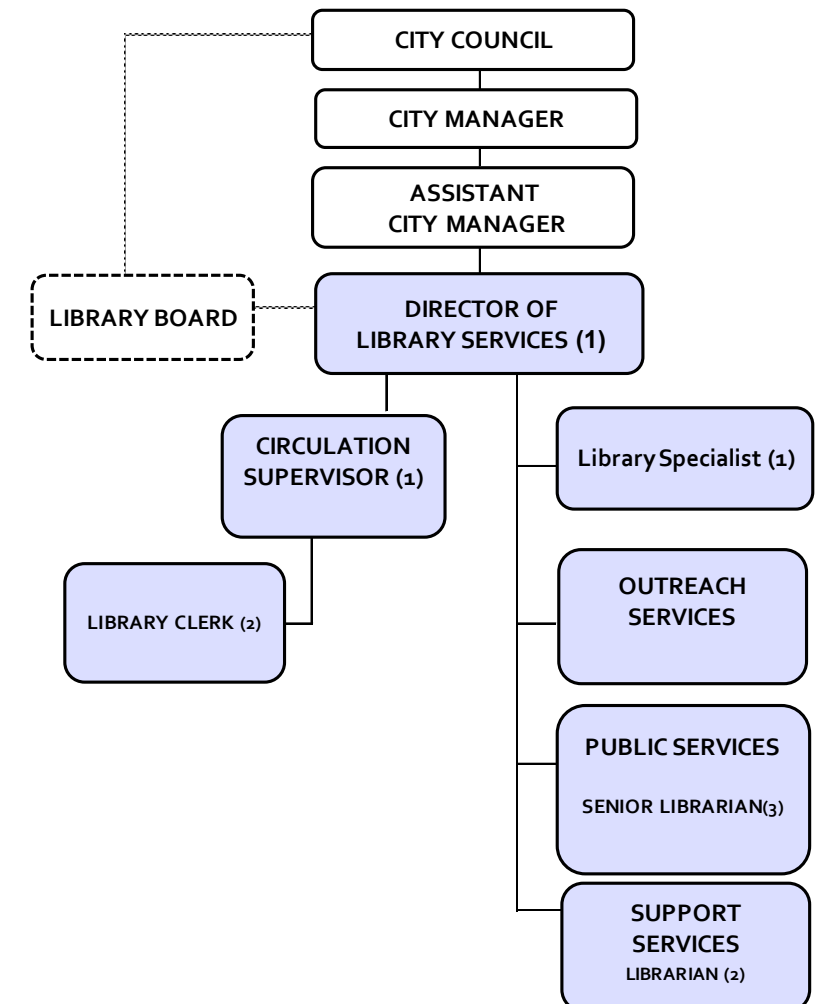 CITY COUNCIL
CITY MANAGER
ASSISTANT
CITY MANAGER
LIBRARY BOARD
DIRECTOR OF
LIBRARY SERVICES (1)
CIRCULATION
SUPERVISOR (1)
LIBRARY CLERK (2)
Library Specialist (1)
OUTREACH
SERVICES
PUBLIC SERVICES
SENIOR LIBRARIAN(3)
SUPPORT
SERVICES
LIBRARIAN (2)